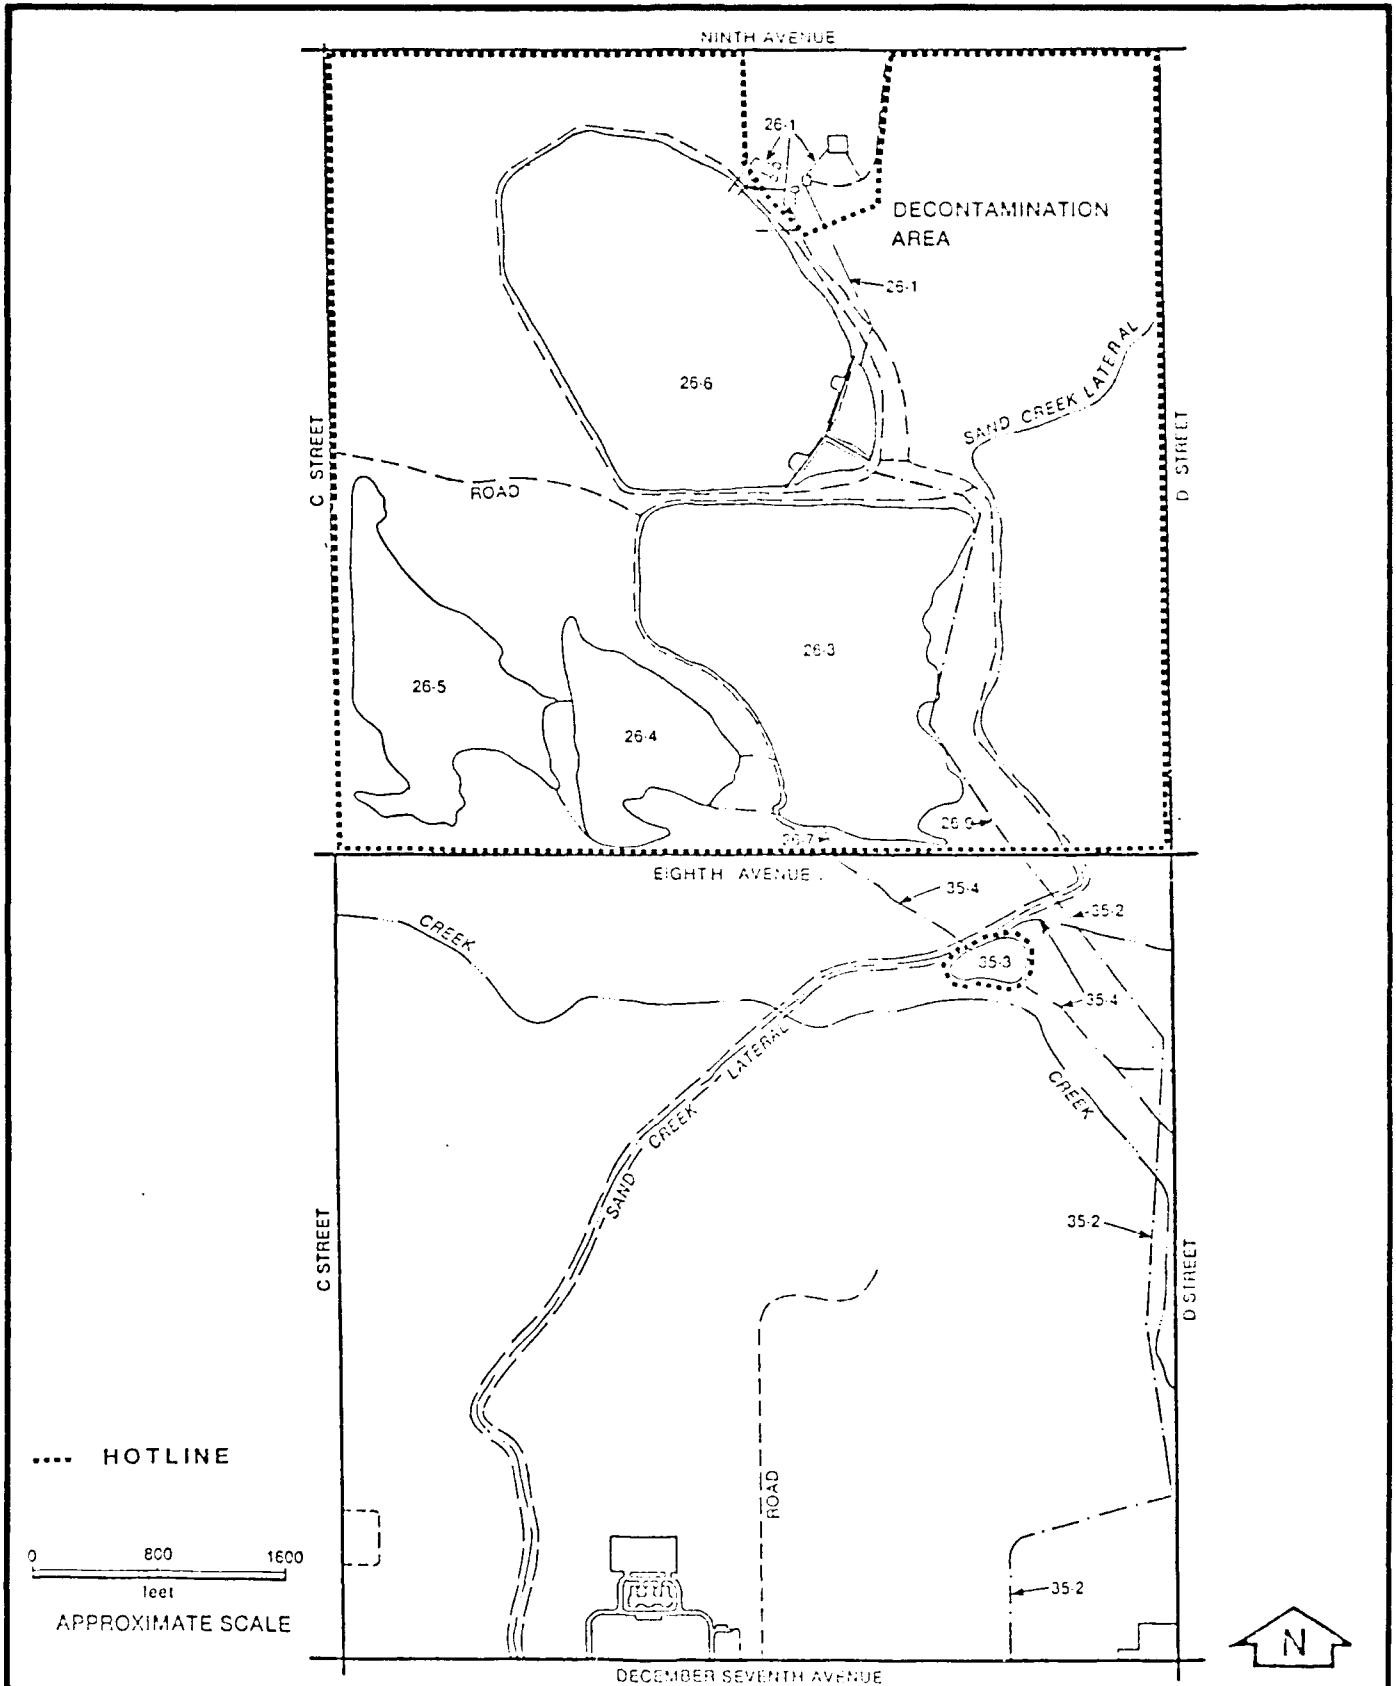 NINTH AVENUE
26-1
DECONTAMINATION
AREA
26-1
SAND CREEK LATERAL
26-6
C STREET
D STREET
ROAD
26-3
26-5
26-4
26-9
26-7
EIGHTH AVENUE
35-4
35-2
CREEK
35-3
35-4
SAND CREEK LATERAL
CREEK
35-2
C STREET
D STREET
.... HOTLINE
ROAD
0 800 1600
feet
APPROXIMATE SCALE
35-2
N
DECEMBER SEVENTH AVENUE